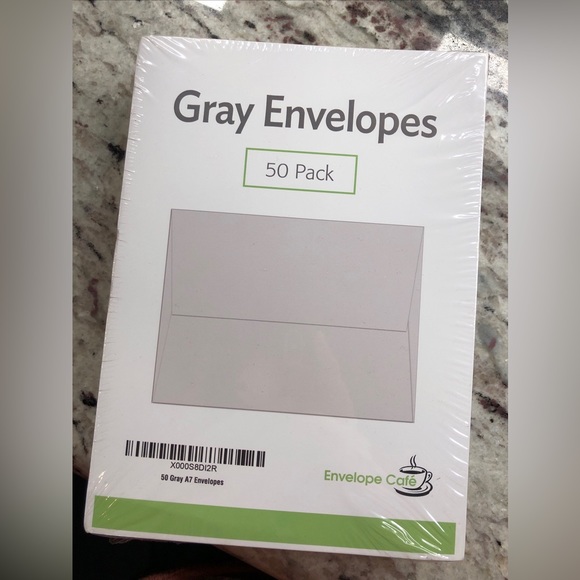 Gray Envelopes
50 Pack
X000S8DI2R
50 Gray A7 Envelopes
Envelope Café